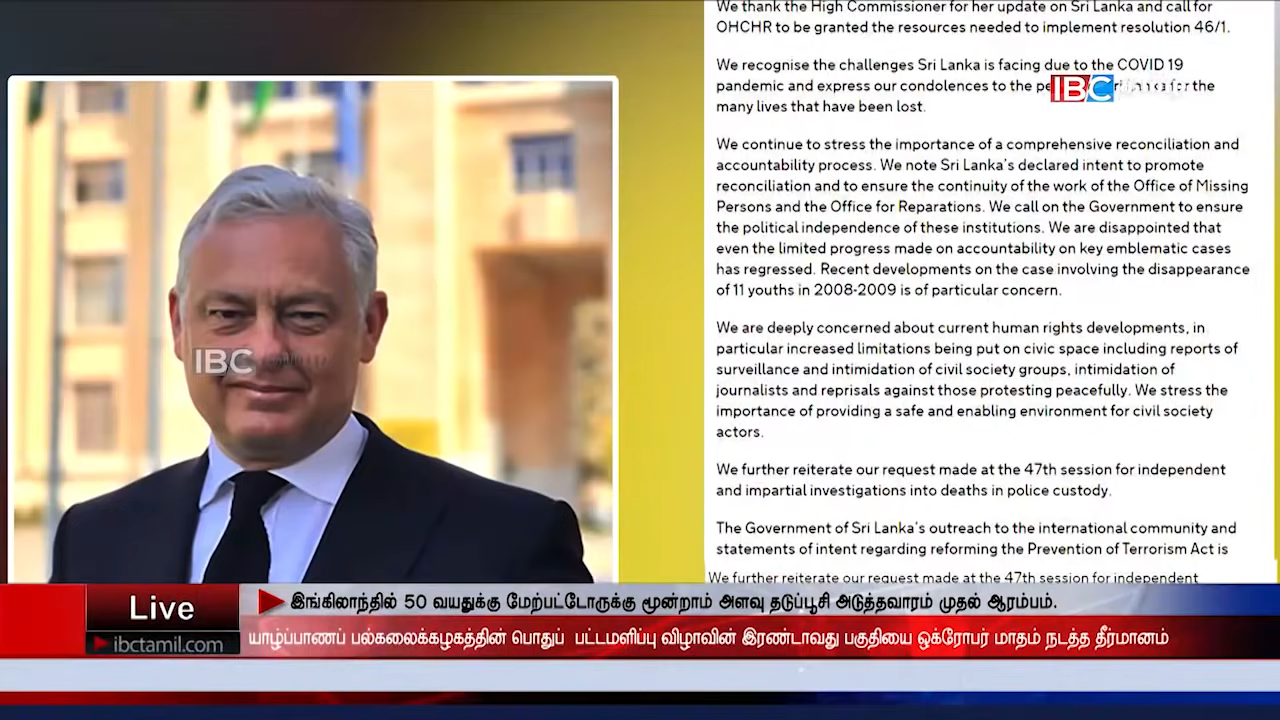 We thank the High Commissioner for her update on Sri Lanka and call for
OHCHR to be granted the resources needed to implement resolution 46/1.
We recognise the challenges Sri Lanka is facing due to the COVID 19
pandemic and express our condolences to the for the
many lives that have been lost.
IBC
We continue to stress the importance of a comprehensive reconciliation and
accountability process. We note Sri Lanka's declared intent to promote
reconciliation and to ensure the continuity of the work of the Office of Missing
Persons and the Office for Reparations. We call on the Government to ensure
the political independence of these institutions. We are disappointed that
even the limited progress made on accountability on key emblematic cases
has regressed. Recent developments on the case involving the disappearance
of 11 youths in 2008-2009 is of particular concern.
We are deeply concerned about current human rights developments, in
particular increased limitations being put on civic space including reports of
surveillance and intimidation of civil society groups, intimidation of
journalists and reprisals against those protesting peacefully. We stress the
importance of providing a safe and enabling environment for civil society
actors.
We further reiterate our request made at the 47th session for independent
and impartial investigations into deaths in police custody.
The Government of Sri Lanka's outreach to the international community and
statements of intent regarding reforming the Prevention of Terrorism Act is
We further reiterate our request made at the 47th session for independent
IBC
Live
இங்கிலாந்தில் 50 வயதுக்கு மேற்பட்டோருக்கு மூன்றாம் அளவு தடுப்பூசி அடுத்தவாரம் முதல் ஆரம்பம்.
ibctamil.com
யாழ்ப்பாணப் பல்கலைக்கழகத்தின் பொதுப் பட்டமளிப்பு விழாவின் இரண்டாவது பகுதியை ஒக்ரோபர் மாதம் நடத்த தீர்மானம்